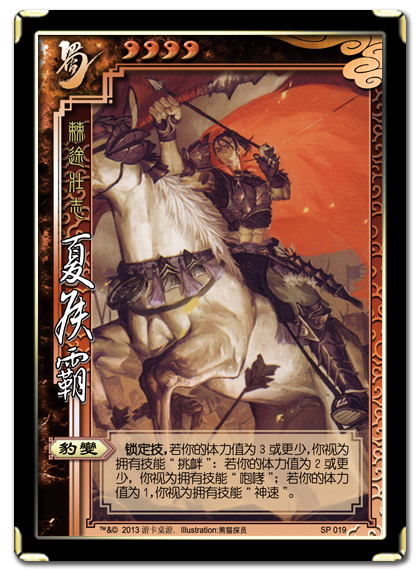 蜀
棘途壯志
夏侯霸
豹變
锁定技，若你的体力值为 3 或更少，你视为
拥有技能“挑衅”；若你的体力值为 2 或更
少，你视为拥有技能“咆哮”；若你的体力
值为 1，你视为拥有技能“神速”。
™&© 2013 游卡桌游. Illustration:熊猫探员
SP 019